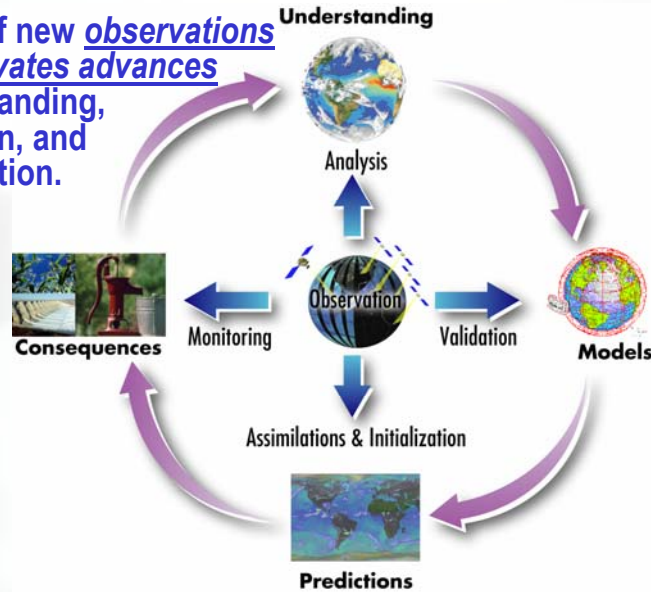 Understanding
f new observations
vates advances
anding,
n, and
tion.
Analysis
Observation
Monitoring
Validation
Consequences
Models
Assimilations & Initialization
Predictions